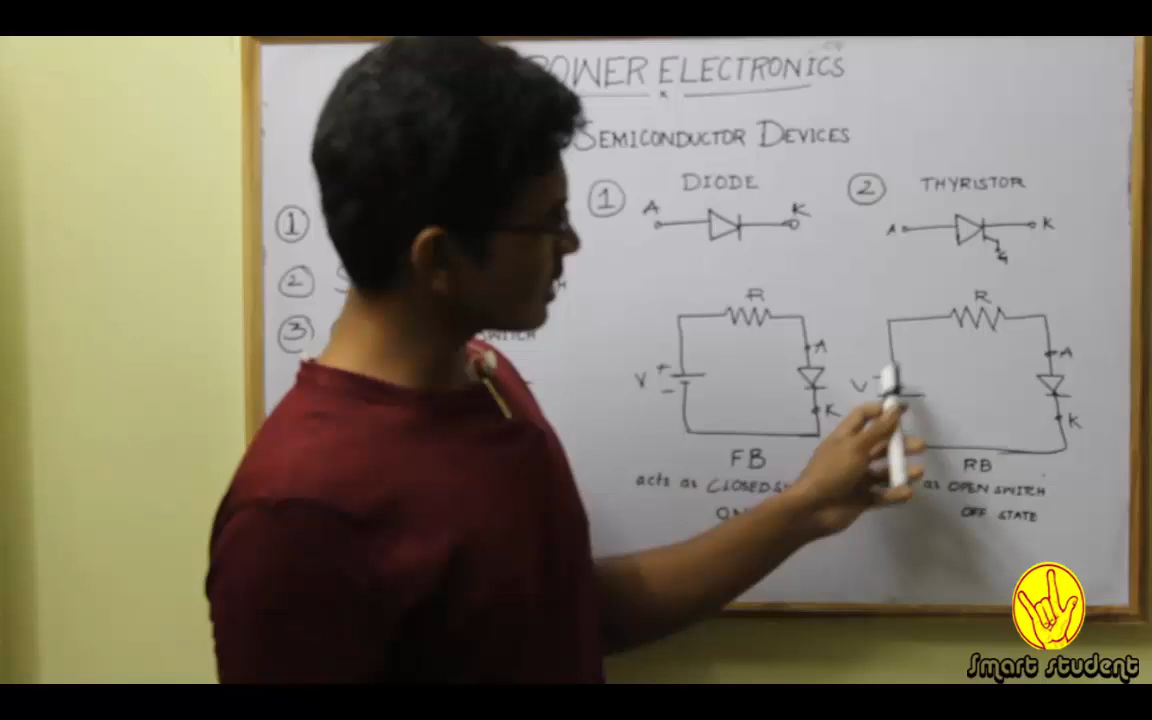 POWER ELECTRONICS
SEMICONDUCTOR DEVICES
1
2
3
1 DIODE
A K
2 THYRISTOR
A K
G
R
A
V + -
K
FB
acts as CLOSED
ON
R
A
V
K
RB
as OPEN SWITCH
OFF STATE
Smart student